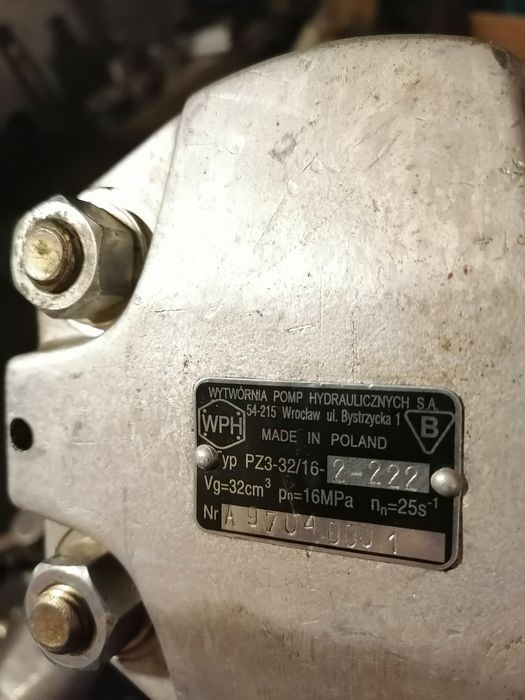 WYTWÓRNIA POMP HYDRAULICZNYCH S.A.
WPH 54-215 Wrocław ul. Bystrzycka 1 B
MADE IN POLAND
Typ PZ3-32/16-2-222
Vg=32cm³ pn=16MPa nn=25s⁻¹
Nr A 9704 0001